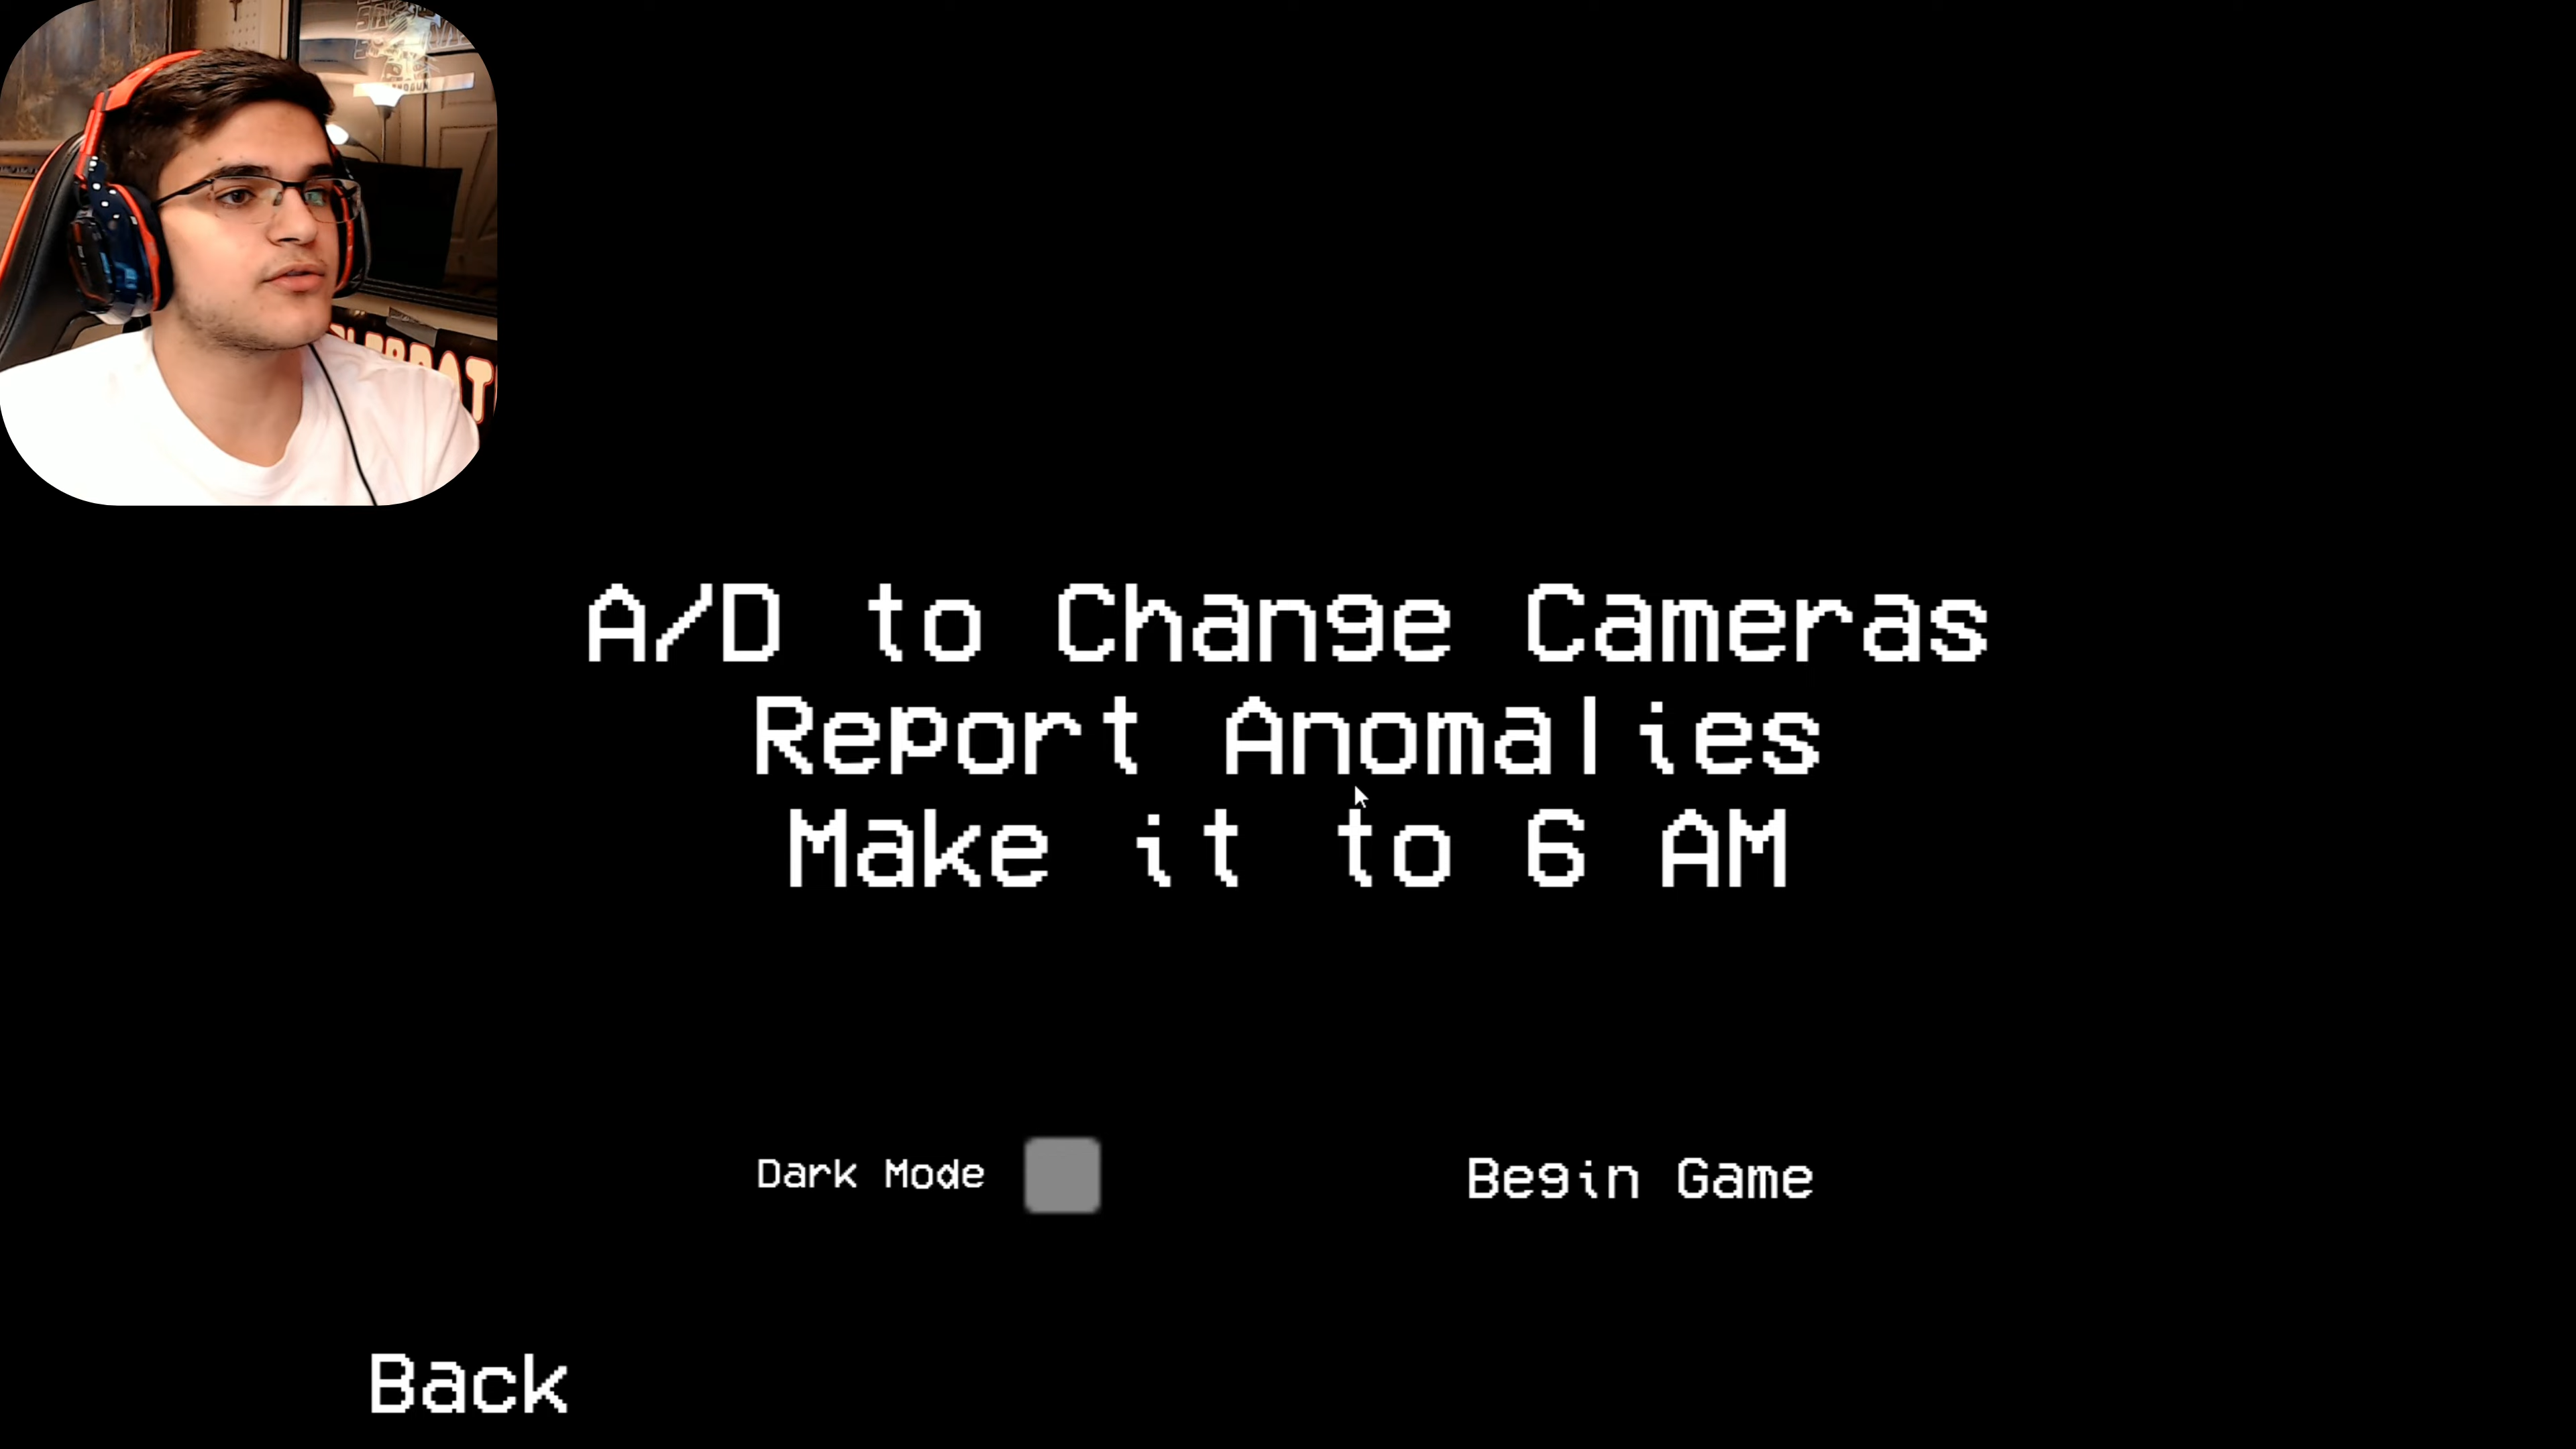 A/D to Change Cameras
Report Anomalies
Make it to 6 AM
Dark Mode
Begin Game
Back